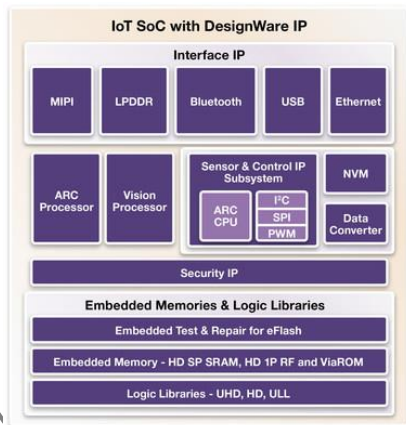 IoT SoC with DesignWare IP
Interface IP
MIPI
LPDDR
Bluetooth
USB
Ethernet
ARC
Processor
Vision
Processor
Sensor & Control IP
Subsystem
ARC
CPU
I²C
SPI
PWM
NVM
Data
Converter
Security IP
Embedded Memories & Logic Libraries
Embedded Test & Repair for eFlash
Embedded Memory - HD SP SRAM, HD 1P RF and ViaROM
Logic Libraries - UHD, HD, ULL